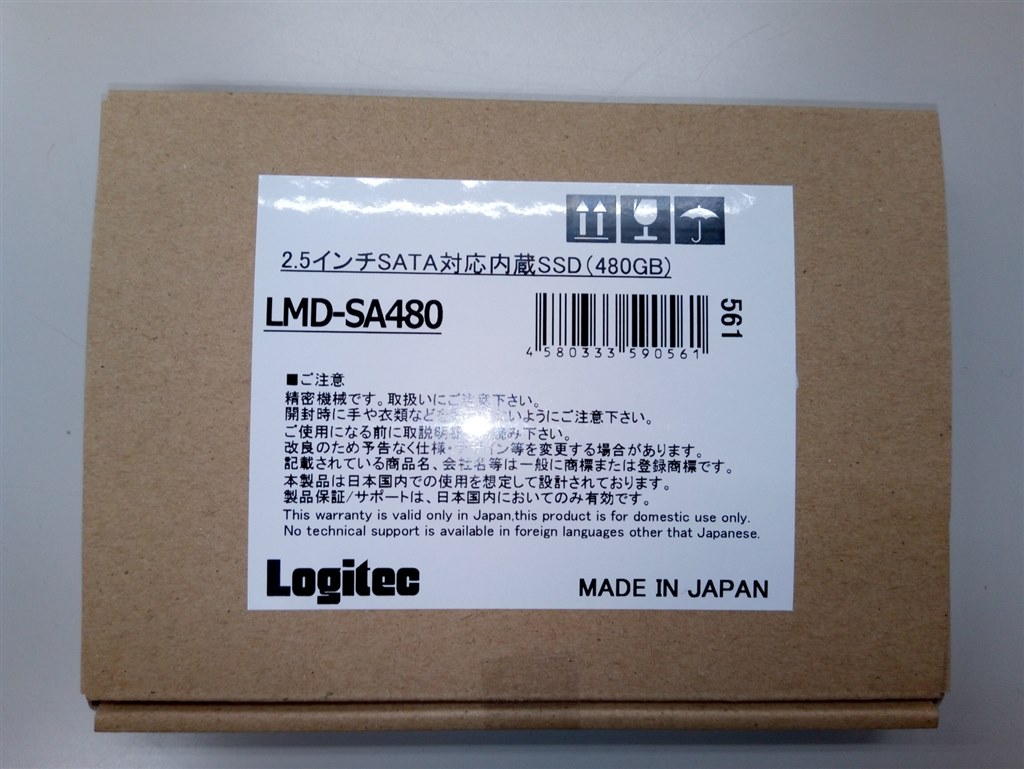 2.5インチSATA対応内蔵SSD(480GB)
LMD-SA480
4 580333 590561
561
■ご注意
精密機械です。取扱いにご注意下さい。
開封時に手や衣類などを いようにご注意下さい。
ご使用になる前に取説明 読み下さい。
改良のため予告なく仕様・デザイン等を変更する場合があります。
記載されている商品名、会社名等は一般に商標または登録商標です。
本製品は日本国内での使用を想定して設計されております。
製品保証/サポートは、日本国内においてのみ有効です。
This warranty is valid only in Japan,this product is for domestic use only.
No technical support is available in foreign languages other that Japanese.
Logitec
MADE IN JAPAN